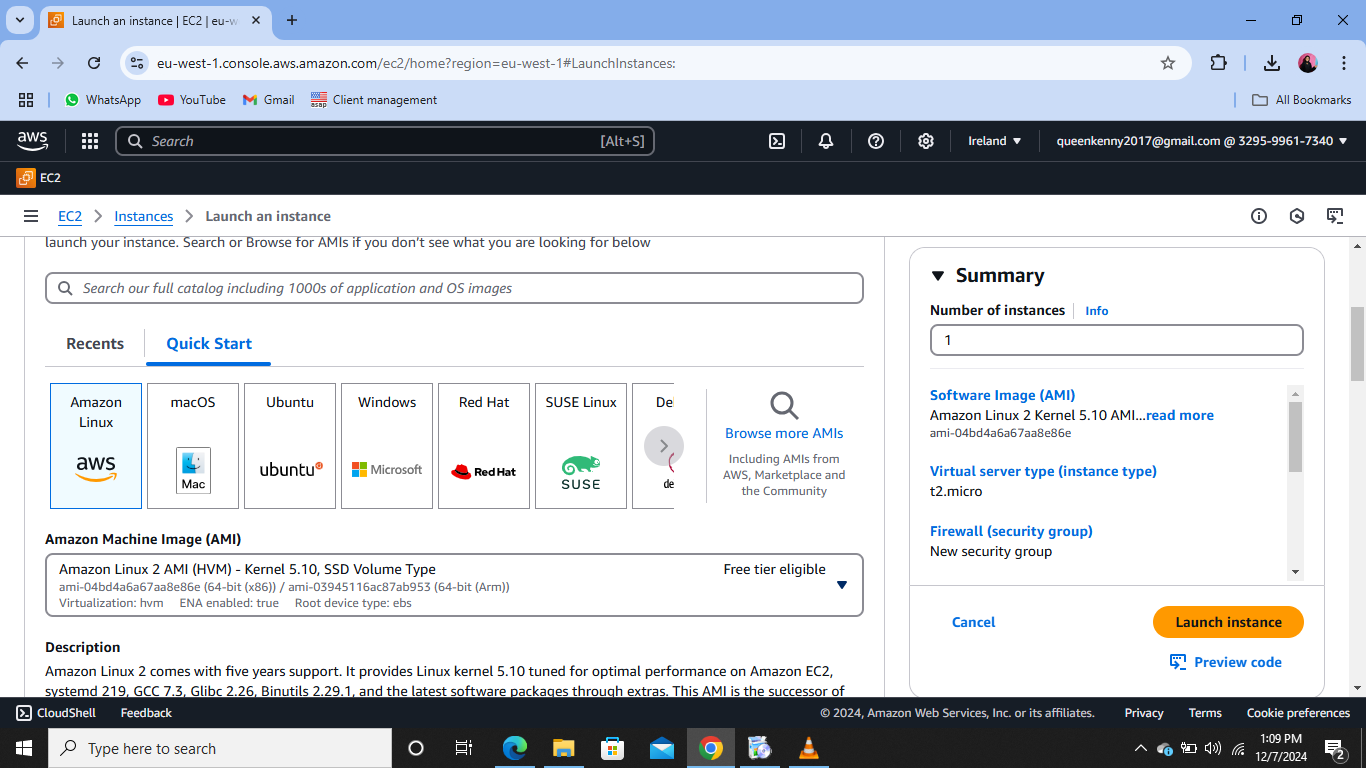 Launch an instance | EC2 | eu-w
eu-west-1.console.aws.amazon.com/ec2/home?region=eu-west-1#LaunchInstances:
WhatsApp
YouTube
Gmail
asap
Client management
All Bookmarks
aws
Search
[Alt+S]
Ireland
queenkenny2017@gmail.com @ 3295-9961-7340
EC2
EC2
Instances
Launch an instance
launch your instance. Search or Browse for AMIs if you don't see what you are looking for below
Search our full catalog including 1000s of application and OS images
Recents
Quick Start
Amazon
Linux
aws
macOS
Mac
Ubuntu
ubuntu
Windows
Microsoft
Red Hat
Red Hat
SUSE Linux
SUSE
De
de
Browse more AMIs
Including AMIs from
AWS, Marketplace and
the Community
Amazon Machine Image (AMI)
Amazon Linux 2 AMI (HVM) - Kernel 5.10, SSD Volume Type
Free tier eligible
ami-04bd4a6a67aa8e86e (64-bit (x86)) / ami-03945116ac87ab953 (64-bit (Arm))
Virtualization: hvm ENA enabled: true Root device type: ebs
Description
Amazon Linux 2 comes with five years support. It provides Linux kernel 5.10 tuned for optimal performance on Amazon EC2,
systemd 219, GCC 7.3, Glibc 2.26, Binutils 2.29.1, and the latest software packages through extras. This AMI is the successor of
Summary
Number of instances
Info
1
Software Image (AMI)
Amazon Linux 2 Kernel 5.10 AMI...read more
ami-04bd4a6a67aa8e86e
Virtual server type (instance type)
t2.micro
Firewall (security group)
New security group
Cancel
Launch instance
Preview code
CloudShell
Feedback
© 2024, Amazon Web Services, Inc. or its affiliates.
Privacy
Terms
Cookie preferences
Type here to search
1:09 PM
12/7/2024
2